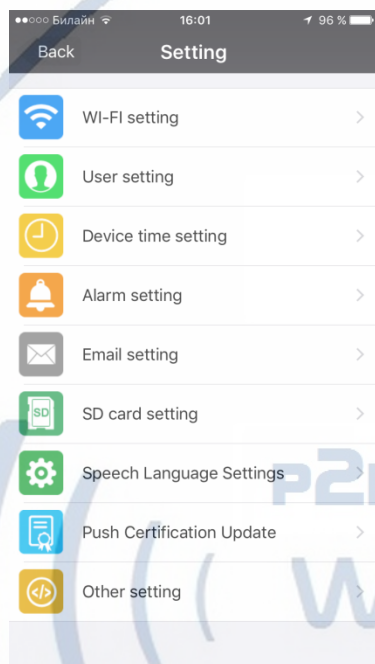 Билайн 16:01 96 %
Back Setting
WI-FI setting
User setting
Device time setting
Alarm setting
Email setting
SD
SD card setting
Speech Language Settings
Push Certification Update
Other setting